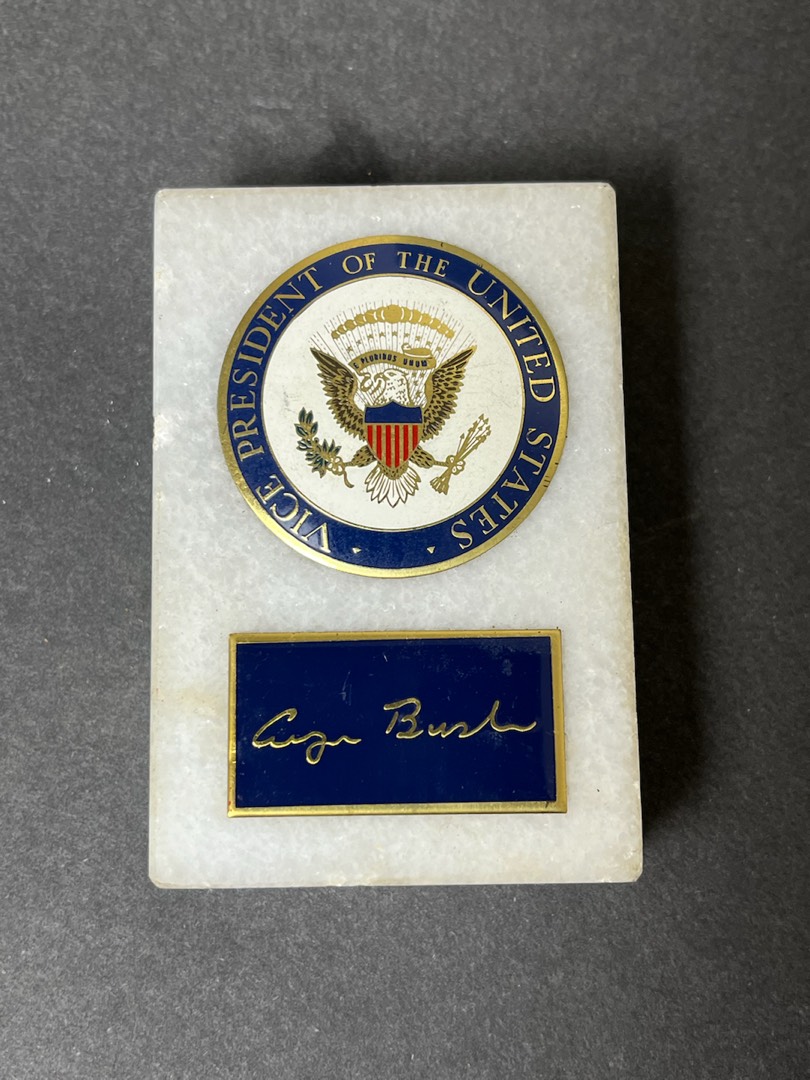 VICE PRESIDENT OF THE UNITED STATES
E PLURIBUS UNUM
George Bush